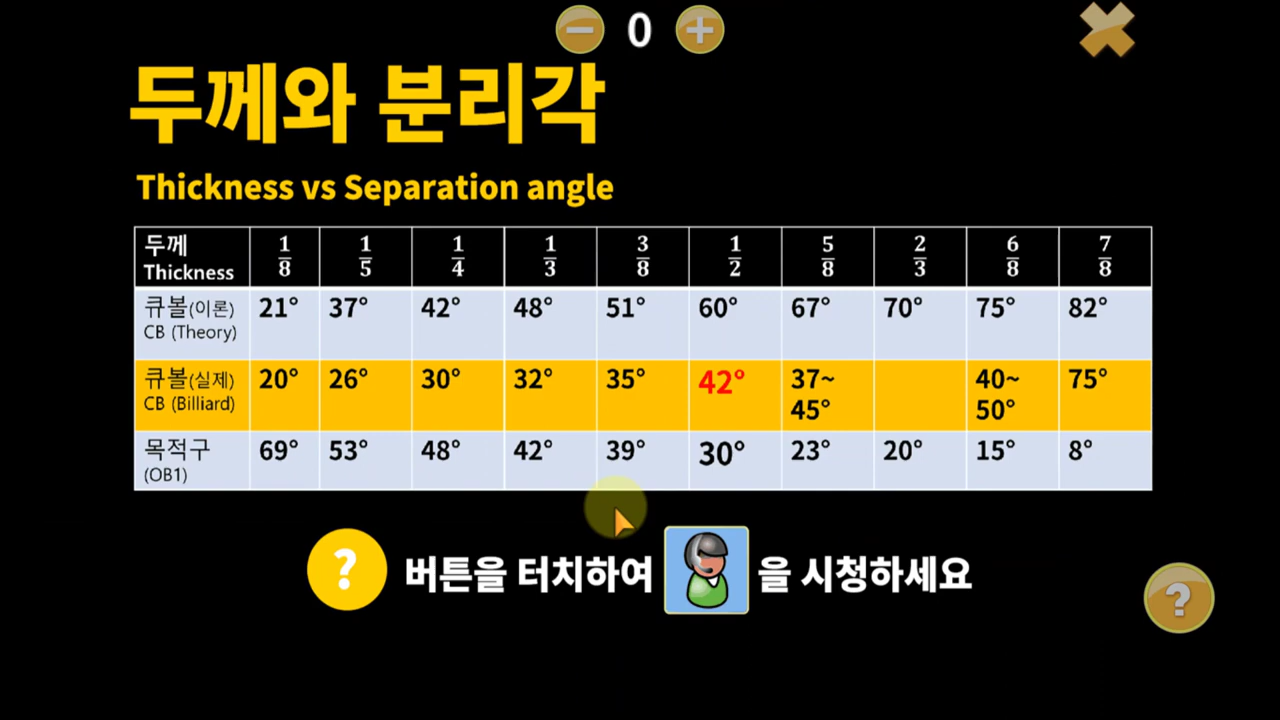 0
두께와 분리각
Thickness vs Separation angle
두께 Thickness 1/8 1/5 1/4 1/3 3/8 1/2 5/8 2/3 6/8 7/8
큐볼(이론) CB (Theory) 21° 37° 42° 48° 51° 60° 67° 70° 75° 82°
큐볼(실제) CB (Billiard) 20° 26° 30° 32° 35° 42° 37~45° 40~50° 75°
목적구 (OB1) 69° 53° 48° 42° 39° 30° 23° 20° 15° 8°
? 버튼을 터치하여 을 시청하세요
?